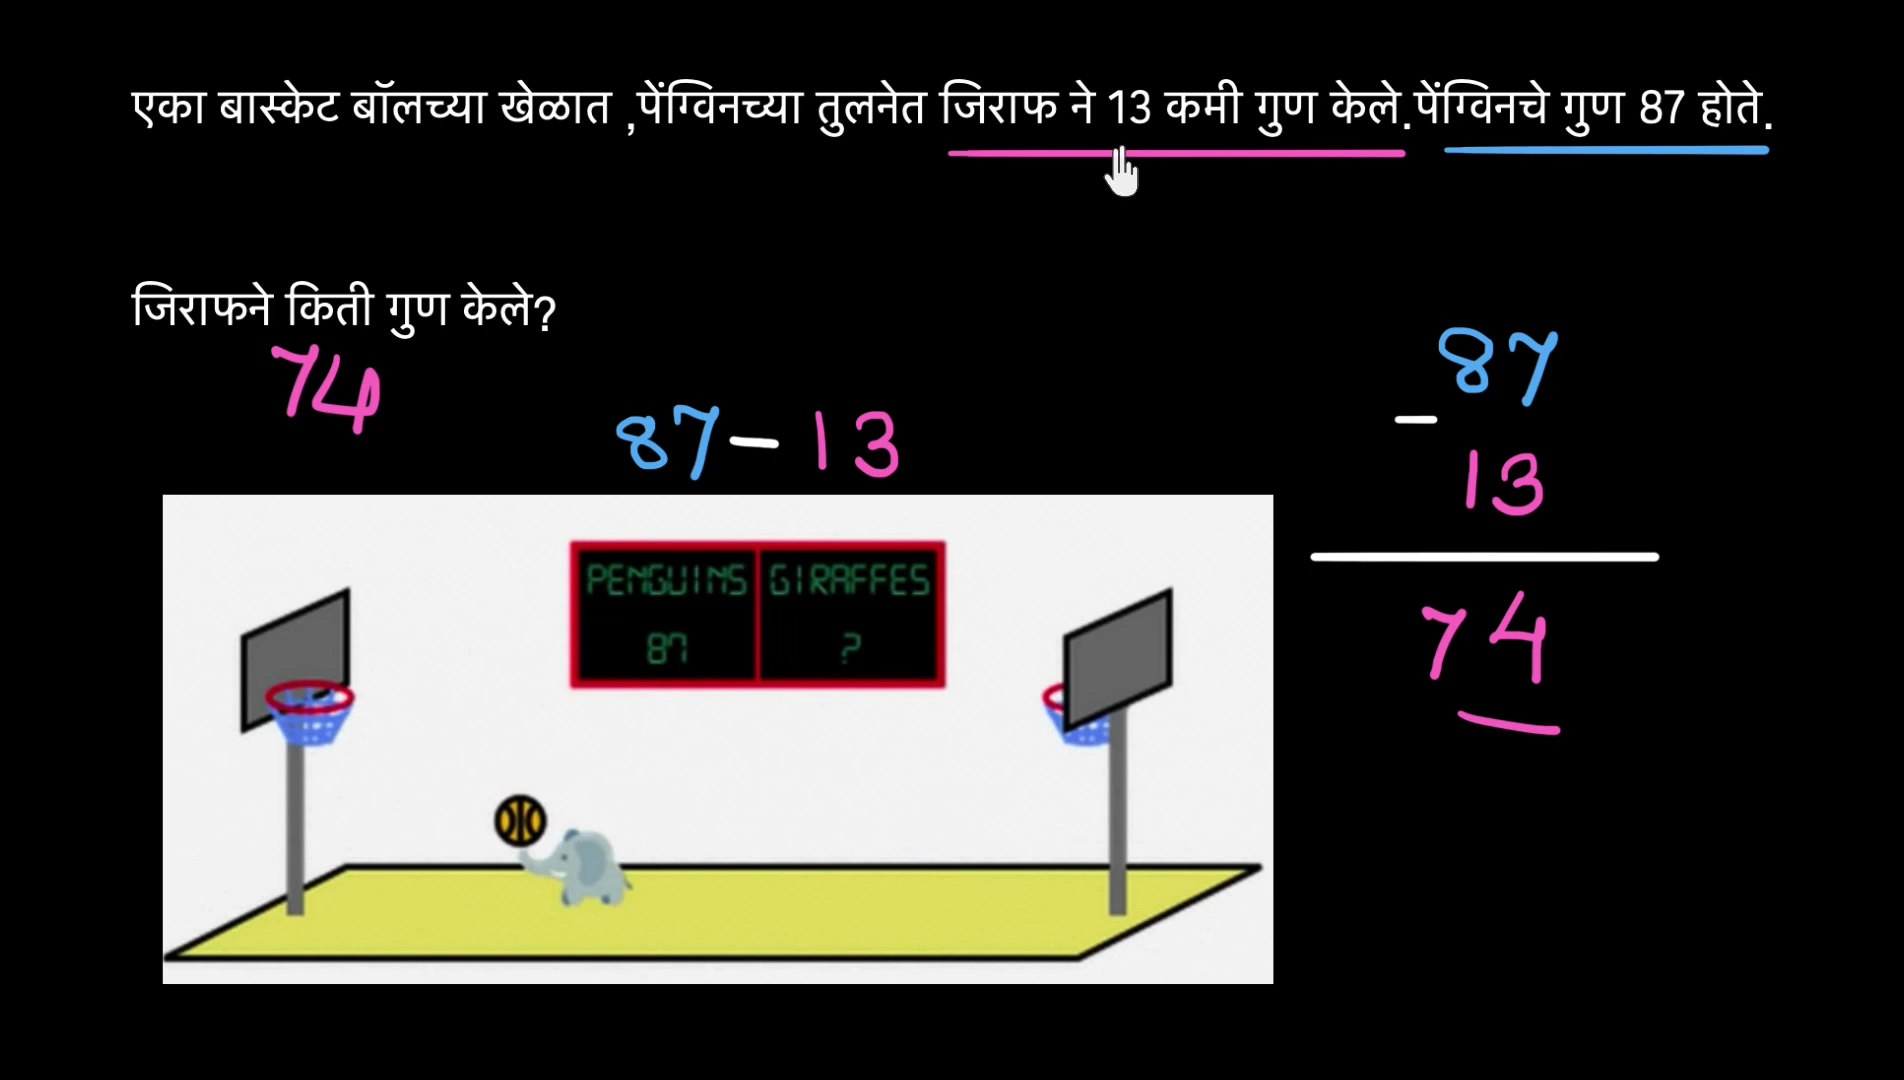 एका बास्केट बॉलच्या खेळात ,पेंग्विनच्या तुलनेत जिराफ ने 13 कमी गुण केले.पेंग्विनचे गुण 87 होते.
जिराफने किती गुण केले?
74
87 - 13
PENGUINS GIRAFFES
87 ?
87
-
13
74